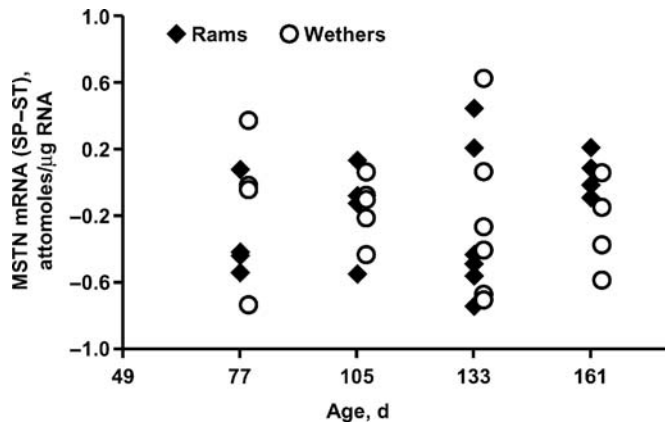 1.0
Rams Wethers
0.6
0.2
−0.2
−0.6
−1.0
MSTN mRNA (SP−ST),
attomoles/μg RNA
49 77 105 133 161
Age, d